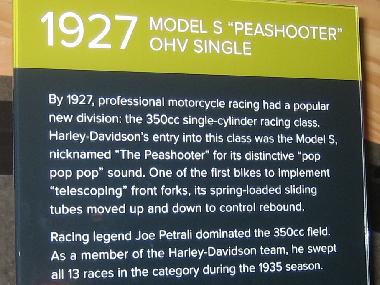 1927 MODEL S "PEASHOOTER"
OHV SINGLE
By 1927, professional motorcycle racing had a popular
new division: the 350cc single-cylinder racing class.
Harley-Davidson's entry into this class was the Model S,
nicknamed "The Peashooter" for its distinctive "pop
pop pop" sound. One of the first bikes to implement
"telescoping" front forks, its spring-loaded sliding
tubes moved up and down to control rebound.
Racing legend Joe Petrali dominated the 350cc field.
As a member of the Harley-Davidson team, he swept
all 13 races in the category during the 1935 season.